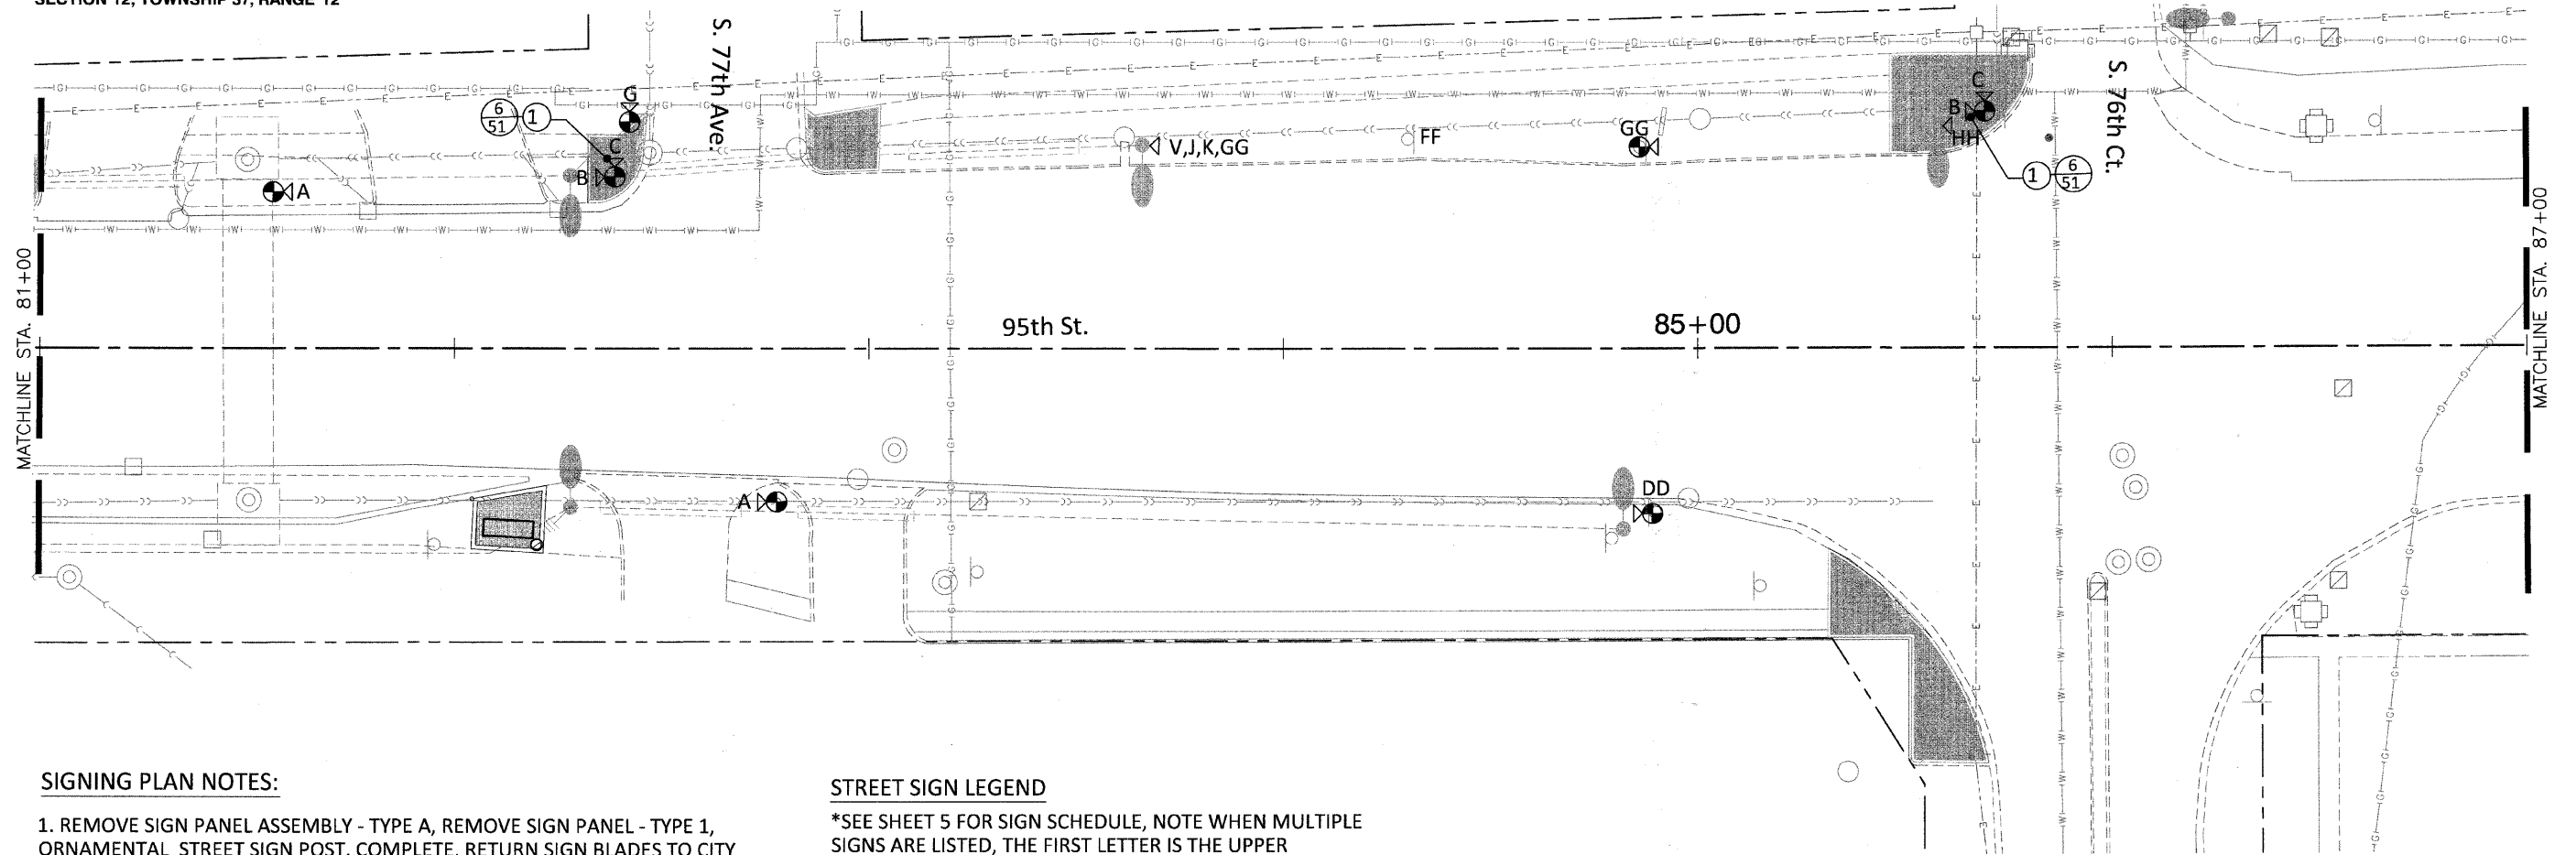 SECTION 12, TOWNSHIP 37, RANGE 12
S. 77th Ave.
S. 76th Ct.
MATCHLINE STA. 81+00
MATCHLINE STA. 87+00
6
51
1
G
C
B
A
V,J,K,GG
FF
GG
C
B
HH
1
6
51
95th St.
85+00
A
DD
SIGNING PLAN NOTES:
1. REMOVE SIGN PANEL ASSEMBLY - TYPE A, REMOVE SIGN PANEL - TYPE 1,
ORNAMENTAL STREET SIGN POST, COMPLETE. RETURN SIGN BLADES TO CITY
STREET SIGN LEGEND
*SEE SHEET 5 FOR SIGN SCHEDULE, NOTE WHEN MULTIPLE
SIGNS ARE LISTED, THE FIRST LETTER IS THE UPPER